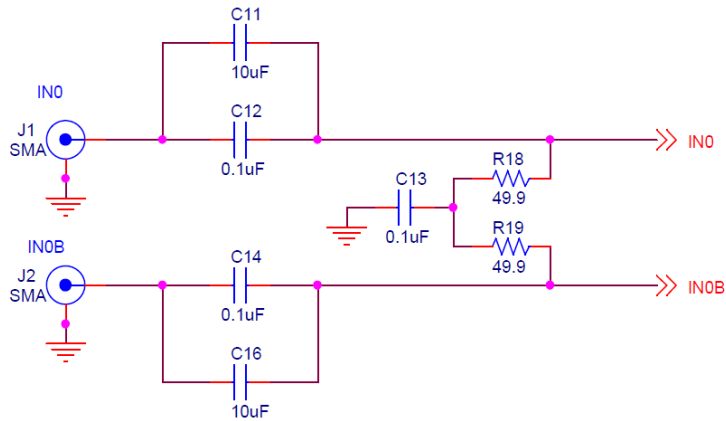 C11
10uF
IN0
C12
J1
SMA
0.1uF
IN0
R18
C13
49.9
0.1uF
R19
49.9
IN0B
C14
J2
SMA
0.1uF
IN0B
C16
10uF